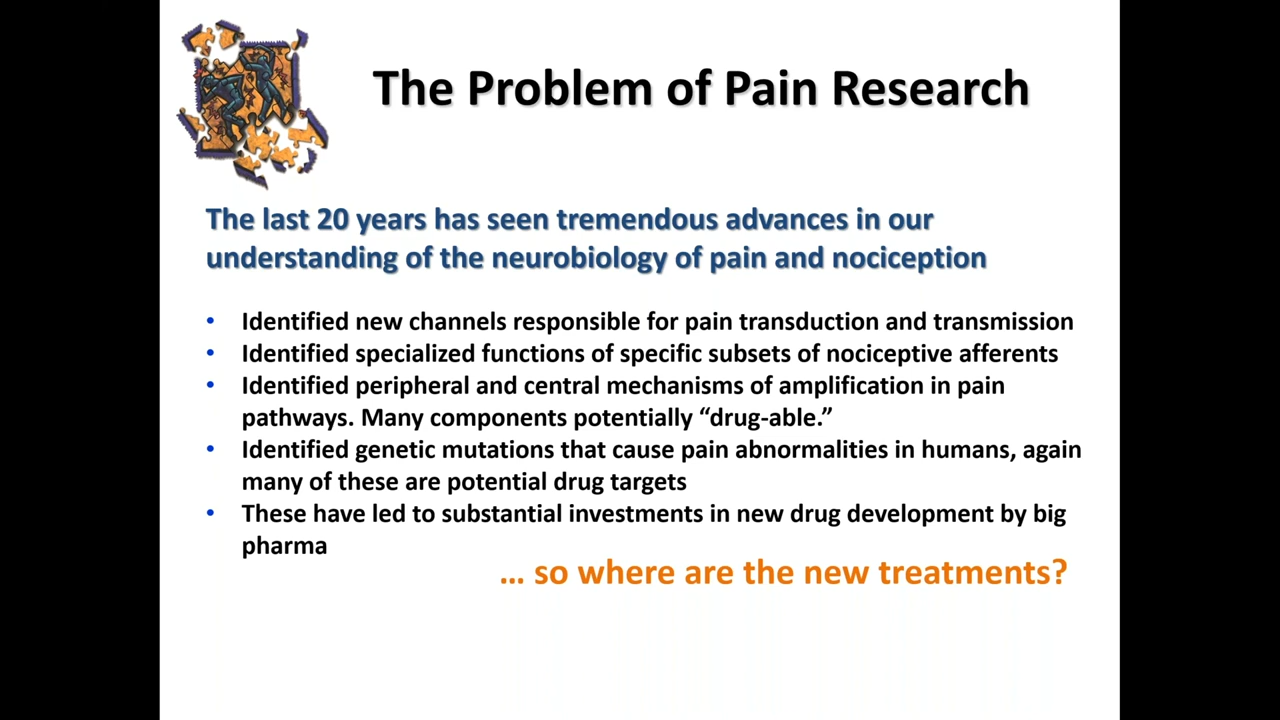 The Problem of Pain Research
The last 20 years has seen tremendous advances in our
understanding of the neurobiology of pain and nociception
• Identified new channels responsible for pain transduction and transmission
• Identified specialized functions of specific subsets of nociceptive afferents
• Identified peripheral and central mechanisms of amplification in pain
pathways. Many components potentially “drug-able.”
• Identified genetic mutations that cause pain abnormalities in humans, again
many of these are potential drug targets
• These have led to substantial investments in new drug development by big
pharma
… so where are the new treatments?